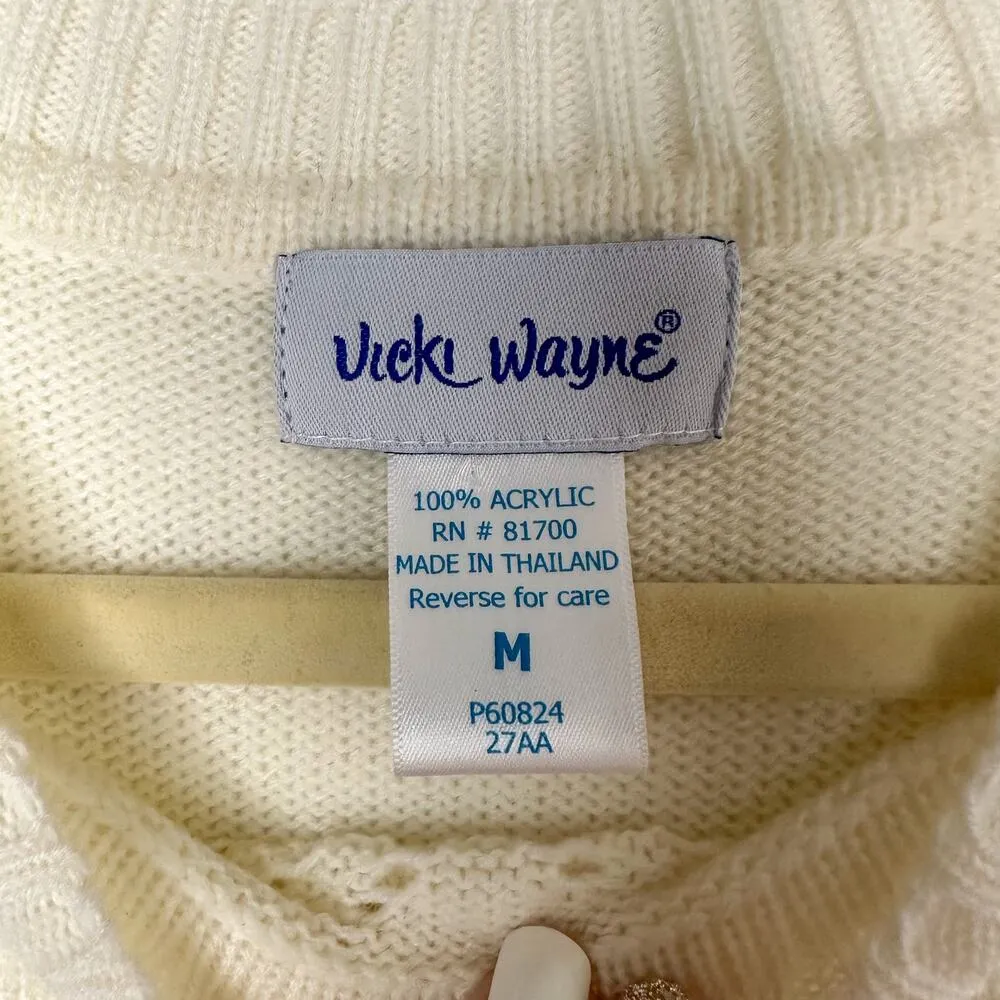 Vicki Wayne®
100% ACRYLIC
RN # 81700
MADE IN THAILAND
Reverse for care
M
P60824
27AA